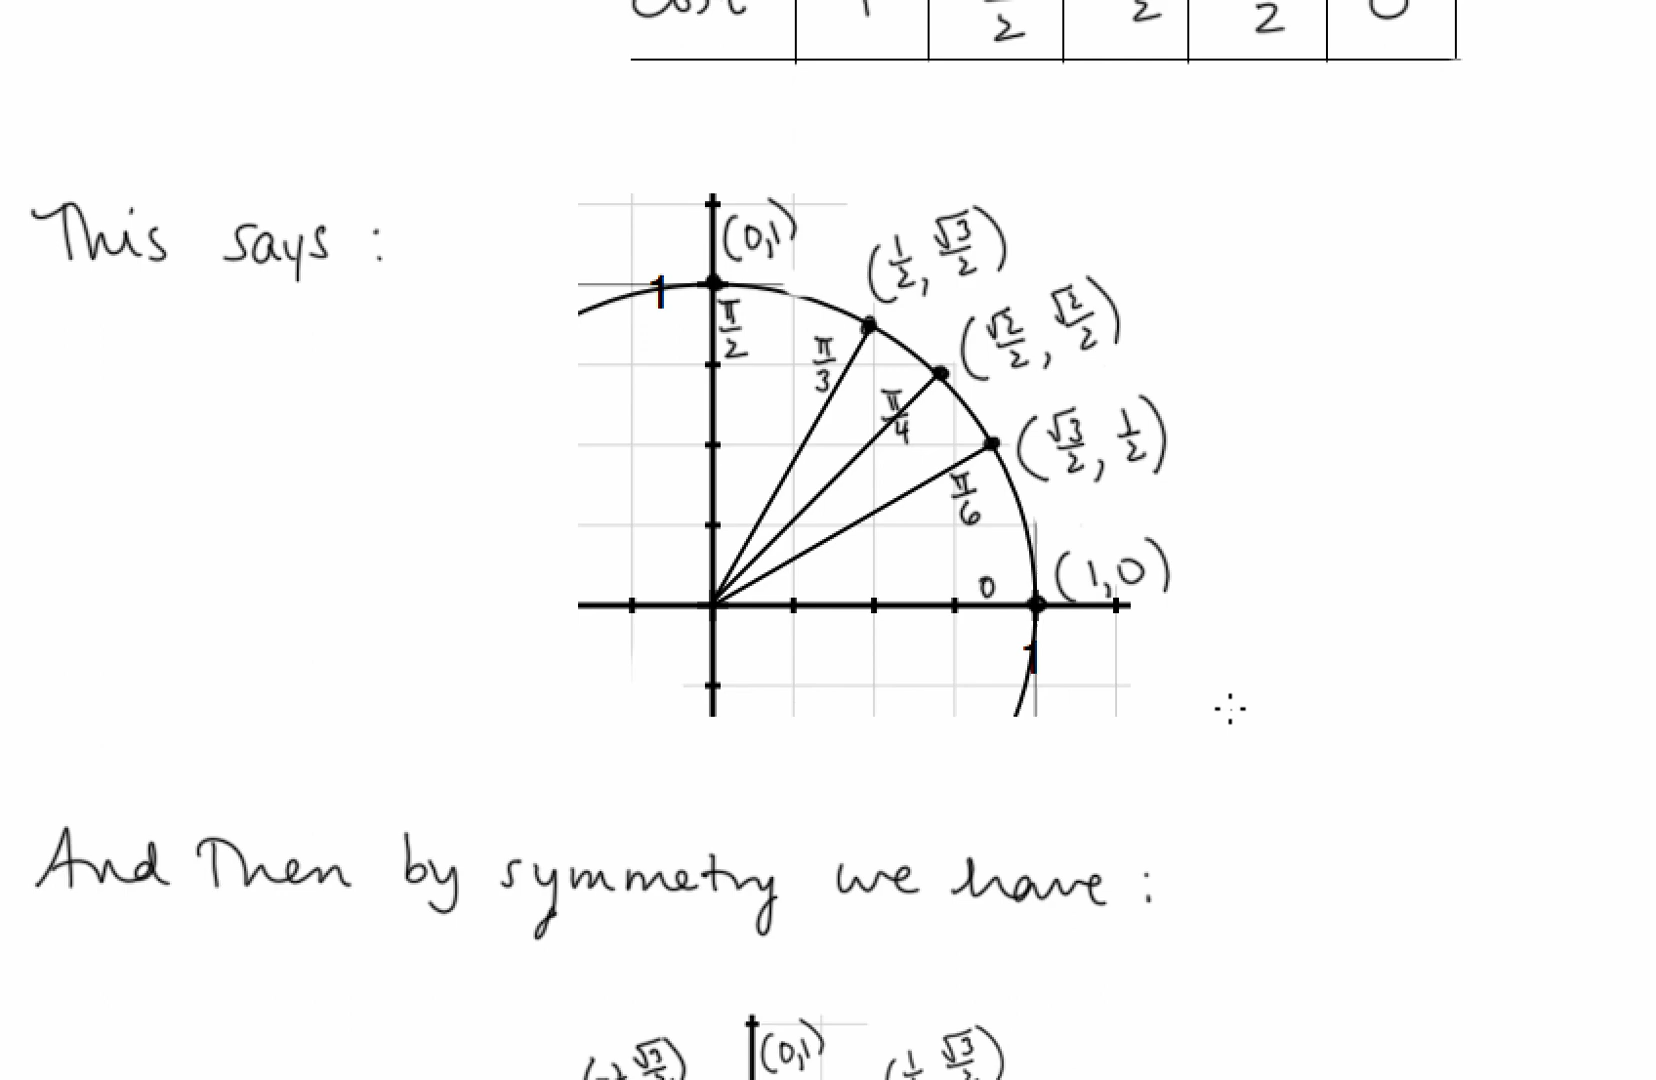 1 2 2 2 0
This says :
(0,1) (1/2, √3/2)
1
π/2 π/3 (√2/2, √2/2)
π/4 (√3/2, 1/2)
π/6
0 (1,0)
1
And Then by symmetry we have :
(0,1)